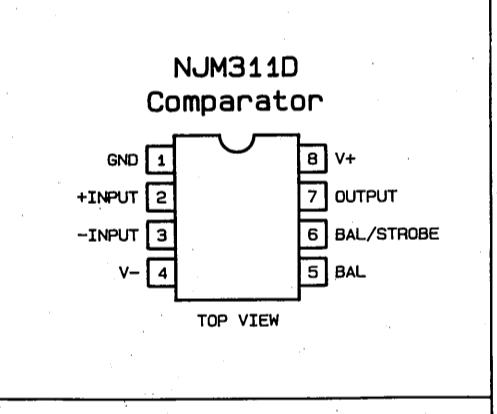 NJM311D
Comparator
GND 1 8 V+
+INPUT 2 7 OUTPUT
-INPUT 3 6 BAL/STROBE
V- 4 5 BAL
TOP VIEW